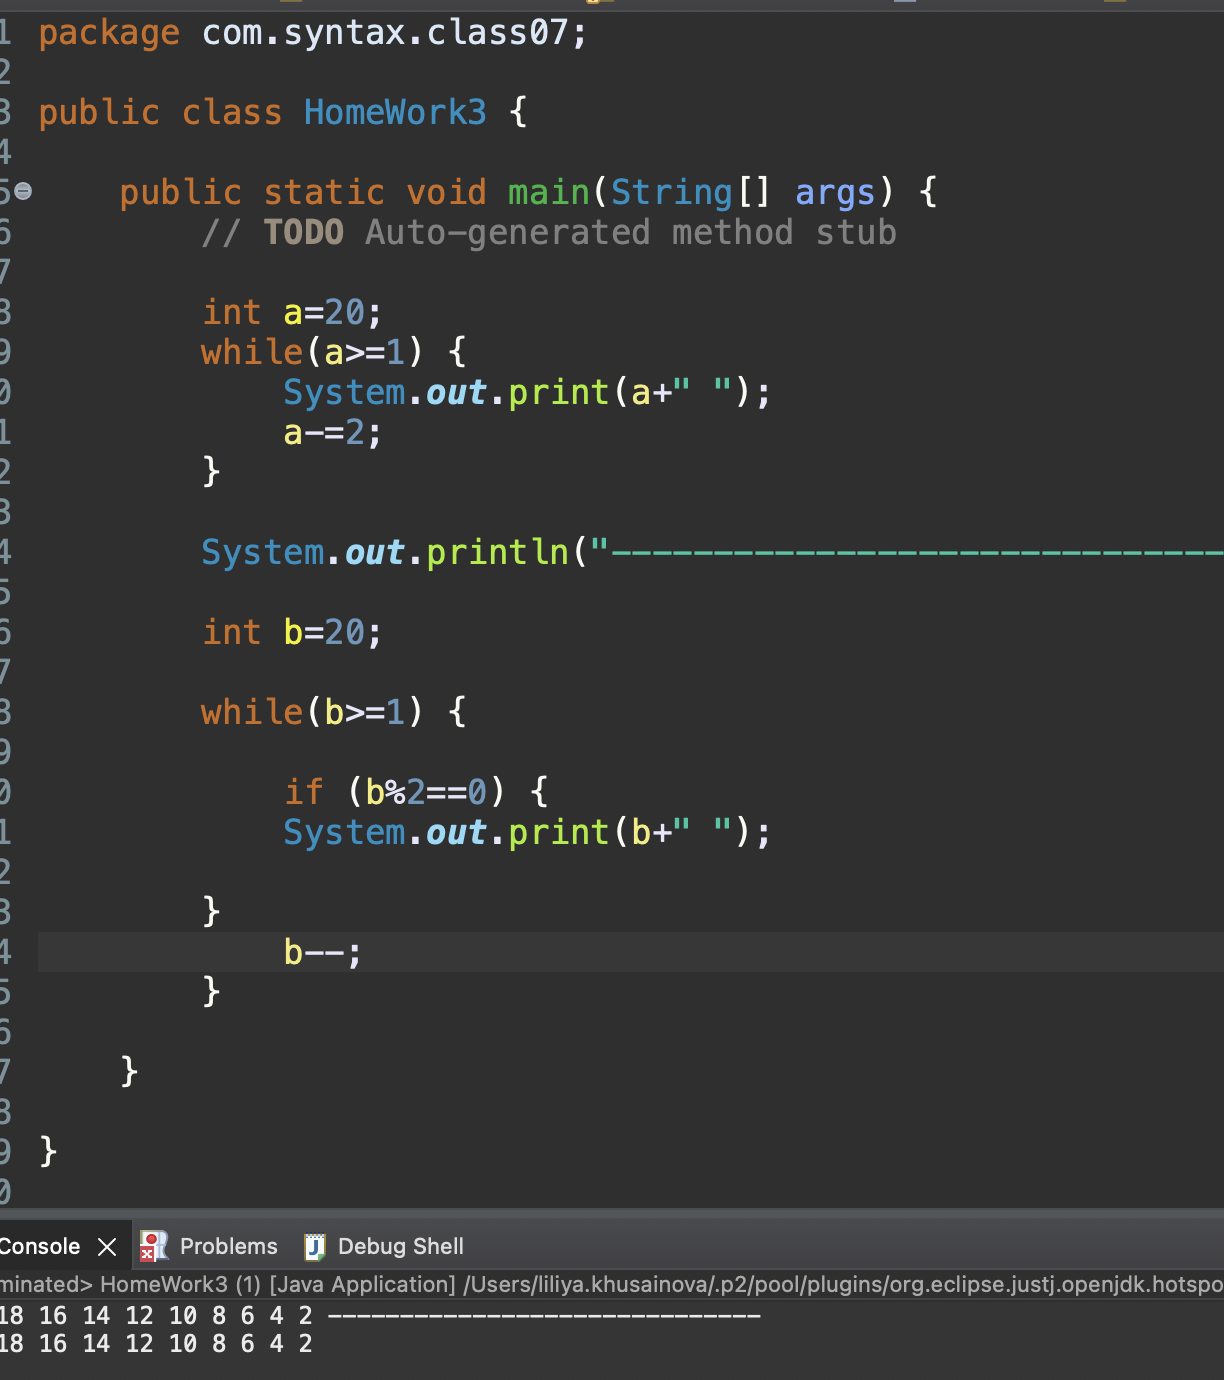 1 package com.syntax.class07;
2
3 public class HomeWork3 {
4
5 public static void main(String[] args) {
6 // TODO Auto-generated method stub
7
8 int a=20;
9 while(a>=1) {
0 System.out.print(a+" ");
1 a-=2;
2 }
3
4 System.out.println("------------------------------
5
6 int b=20;
7
8 while(b>=1) {
9
0 if (b%2==0) {
1 System.out.print(b+" ");
2
3 }
4 b--;
5 }
6
7 }
8
9 }
0
Console Problems Debug Shell
minated> HomeWork3 (1) [Java Application] /Users/liliya.khusainova/.p2/pool/plugins/org.eclipse.justj.openjdk.hotspo
18 16 14 12 10 8 6 4 2 ------------------------------
18 16 14 12 10 8 6 4 2